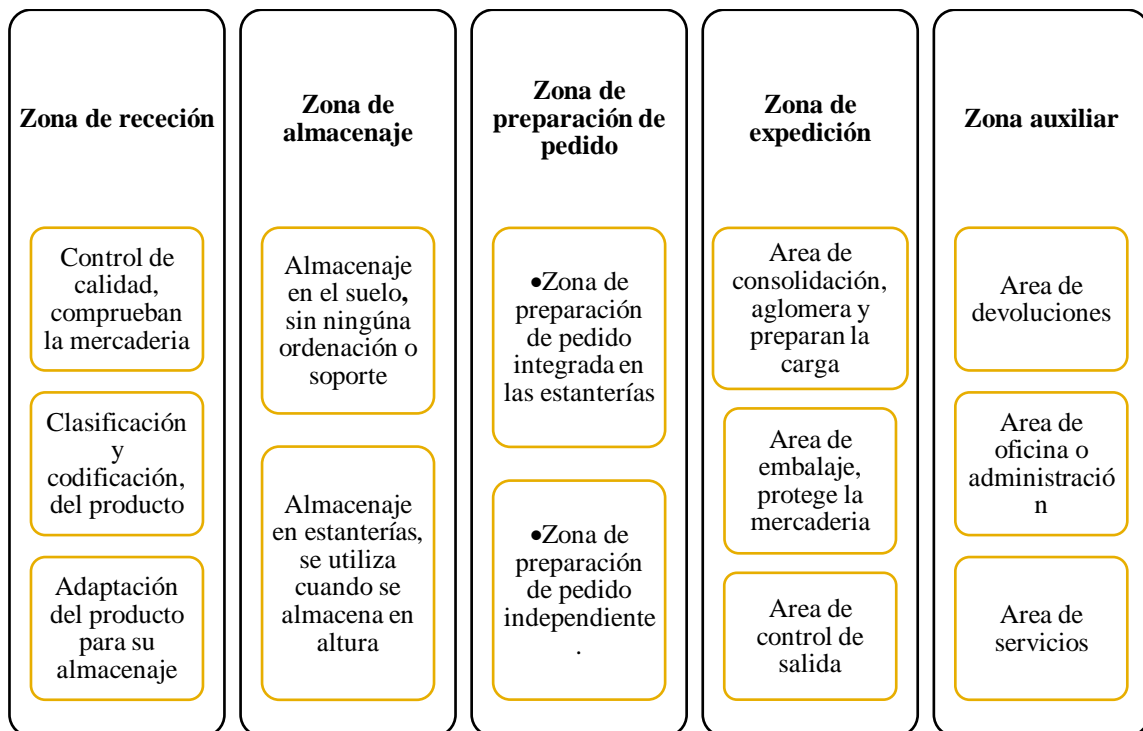 Zona de receción
Control de
calidad,
comprueban
la mercaderia
Clasificación
y
codificación,
del producto
Adaptación
del producto
para su
almacenaje
Zona de
almacenaje
Almacenaje
en el suelo,
sin ningúna
ordenación o
soporte
Almacenaje
en estanterías,
se utiliza
cuando se
almacena en
altura
Zona de
preparación de
pedido
•Zona de
preparación
de pedido
integrada en
las estanterías
•Zona de
preparación
de pedido
independiente
.
Zona de
expedición
Area de
consolidación,
aglomera y
preparan la
carga
Area de
embalaje,
protege la
mercaderia
Area de
control de
salida
Zona auxiliar
Area de
devoluciones
Area de
oficina o
administració
n
Area de
servicios